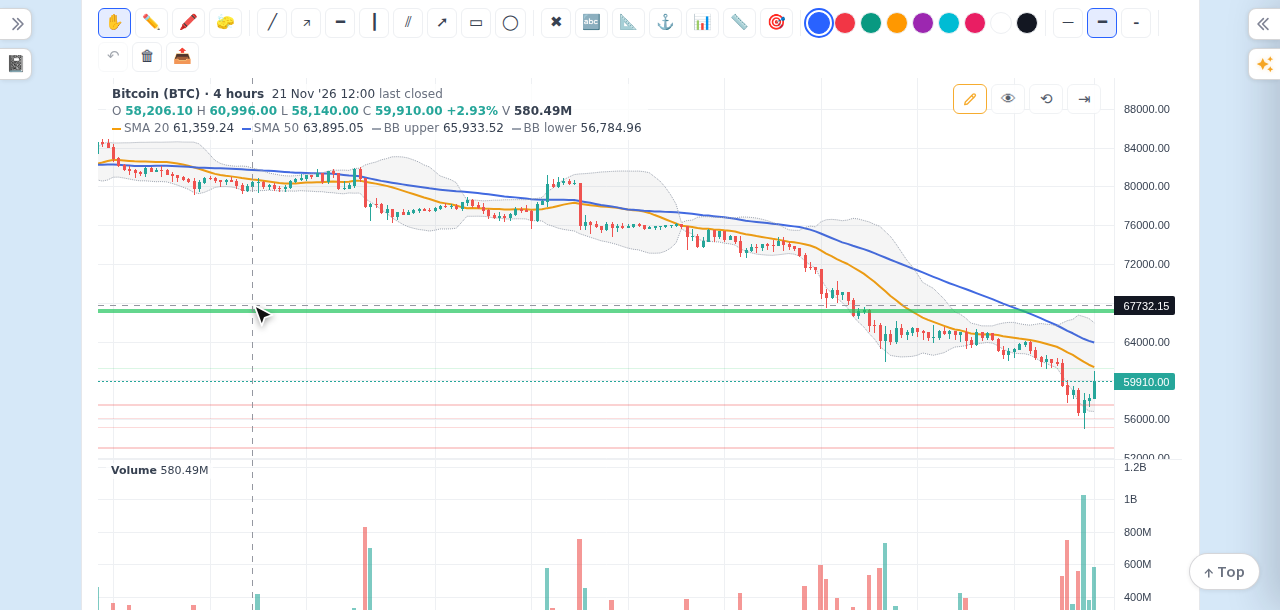 abc
Bitcoin (BTC) · 4 hours 21 Nov '26 12:00 last closed
O 58,206.10 H 60,996.00 L 58,140.00 C 59,910.00 +2.93% V 580.49M
SMA 20 61,359.24 SMA 50 63,895.05 BB upper 65,933.52 BB lower 56,784.96
88000.00
84000.00
80000.00
76000.00
72000.00
67732.15
64000.00
59910.00
56000.00
52000.00
Volume 580.49M
1.2B
1B
800M
600M
400M
↑ Top